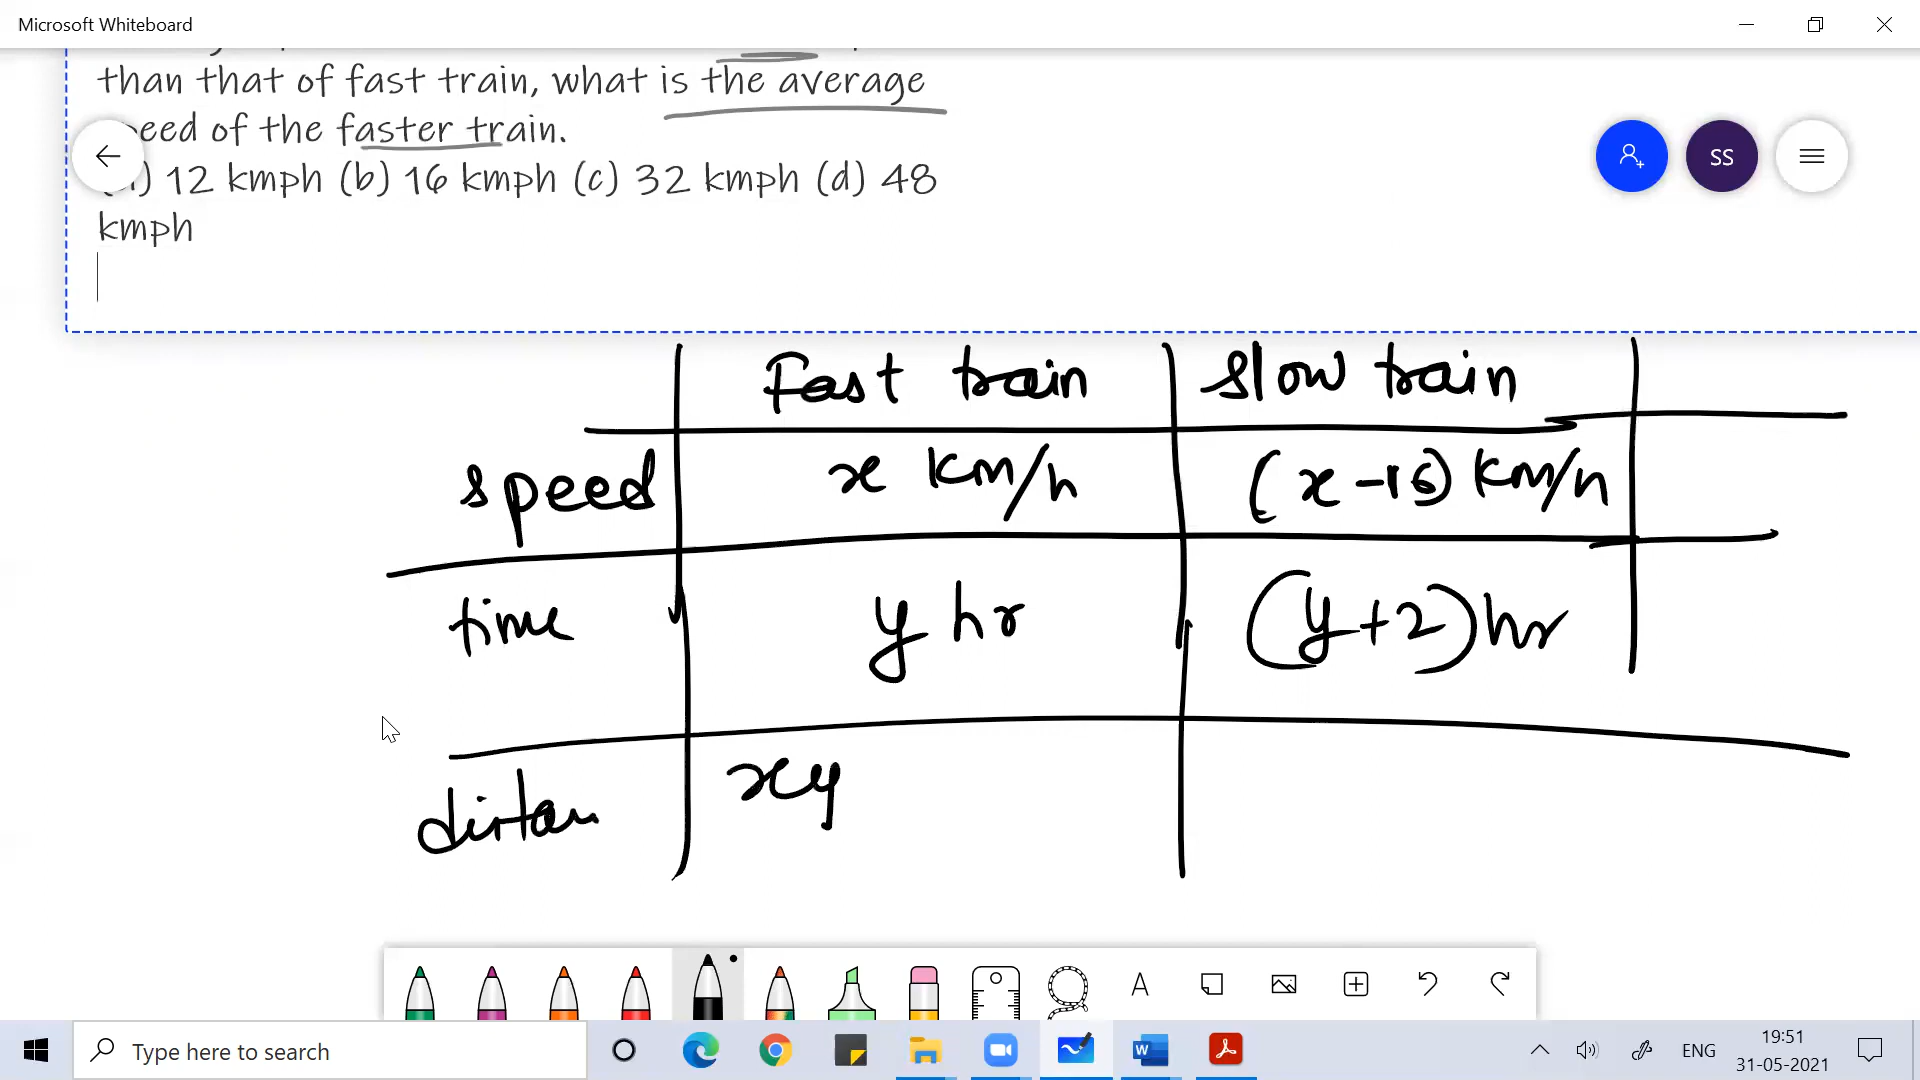 Microsoft Whiteboard
than that of fast train, what is the average
speed of the faster train.
12 kmph (b) 16 kmph (c) 32 kmph (d) 48
kmph
SS
Fast train slow train
speed x km/h (x-16) km/h
time y hr (y+2) hr
distan xy
A
Type here to search
ENG
19:51
31-05-2021